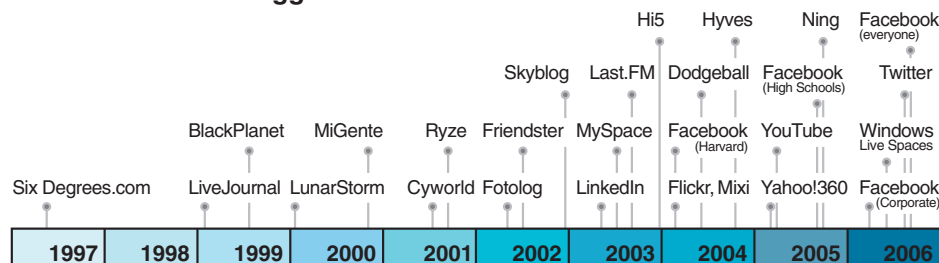 Hi5 Hyves Ning Facebook
(everyone)
Skyblog Last.FM Dodgeball Facebook Twitter
(High Schools)
BlackPlanet MiGente Ryze Friendster MySpace Facebook YouTube Windows
(Harvard) Live Spaces
Six Degrees.com LiveJournal LunarStorm Cyworld Fotolog LinkedIn Flickr, Mixi Yahoo!360 Facebook
(Corporate)
1997 1998 1999 2000 2001 2002 2003 2004 2005 2006